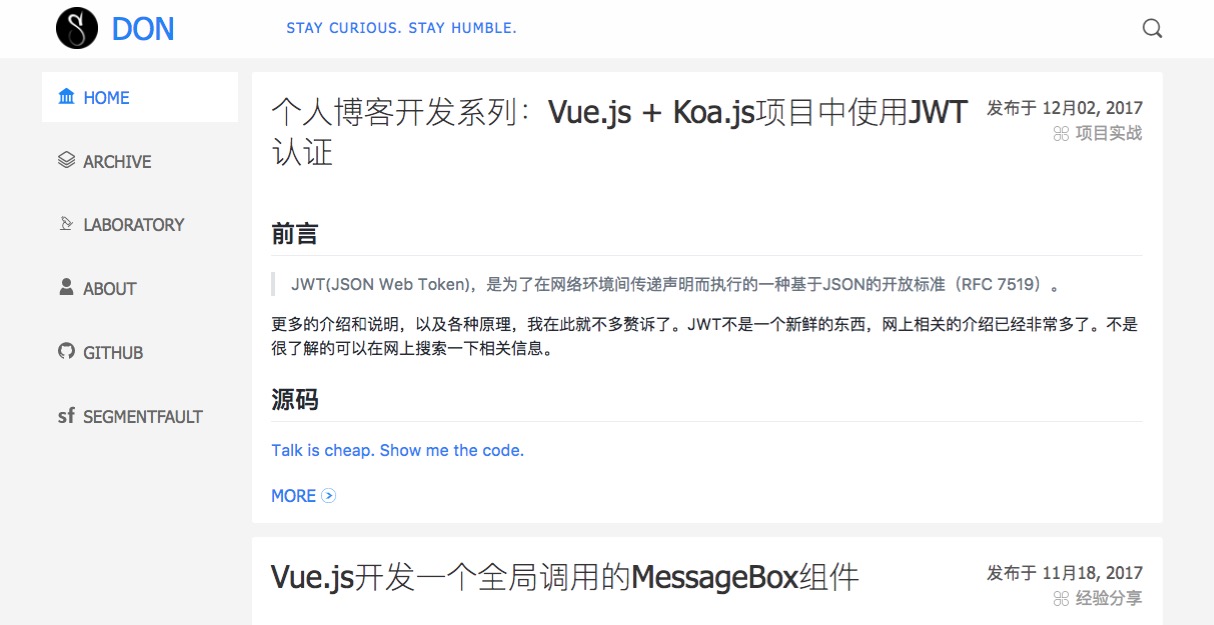 DON
STAY CURIOUS. STAY HUMBLE.
HOME
ARCHIVE
LABORATORY
ABOUT
GITHUB
sf SEGMENTFAULT
个人博客开发系列：Vue.js + Koa.js项目中使用JWT
认证
发布于 12月02, 2017
项目实战
前言
JWT(JSON Web Token)，是为了在网络环境间传递声明而执行的一种基于JSON的开放标准（RFC 7519）。
更多的介绍和说明，以及各种原理，我在此就不多赘诉了。JWT不是一个新鲜的东西，网上相关的介绍已经非常多了。不是
很了解的可以在网上搜索一下相关信息。
源码
Talk is cheap. Show me the code.
MORE
Vue.js开发一个全局调用的MessageBox组件
发布于 11月18, 2017
经验分享